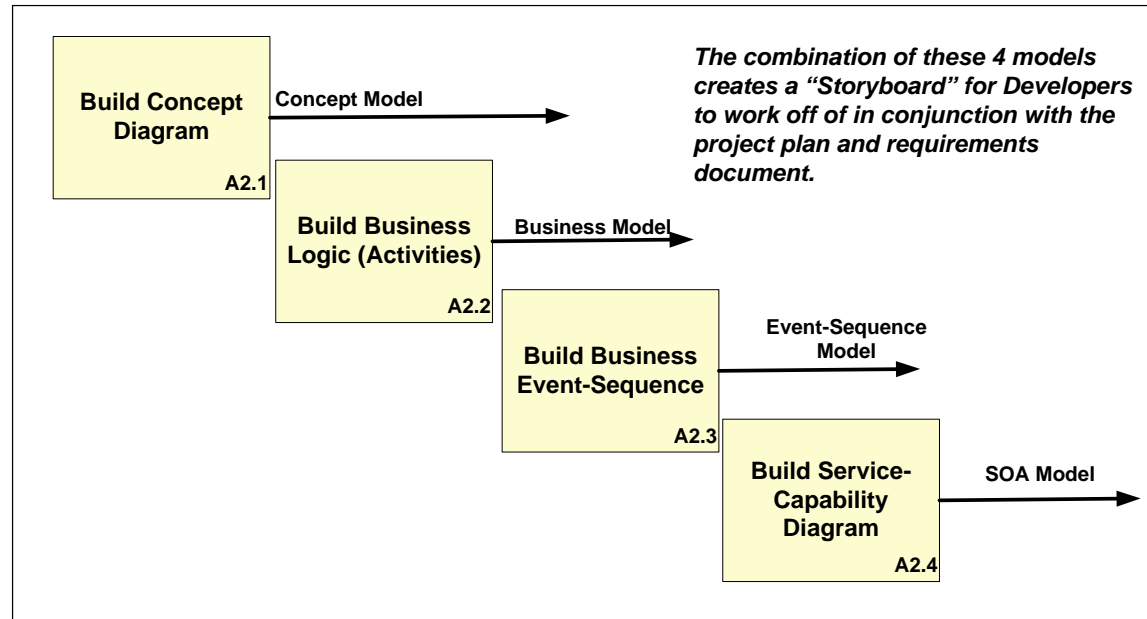 Build Concept
Diagram
A2.1
Concept Model
The combination of these 4 models
creates a “Storyboard” for Developers
to work off of in conjunction with the
project plan and requirements
document.
Build Business
Logic (Activities)
A2.2
Business Model
Build Business
Event-Sequence
A2.3
Event-Sequence
Model
Build Service-
Capability
Diagram
A2.4
SOA Model